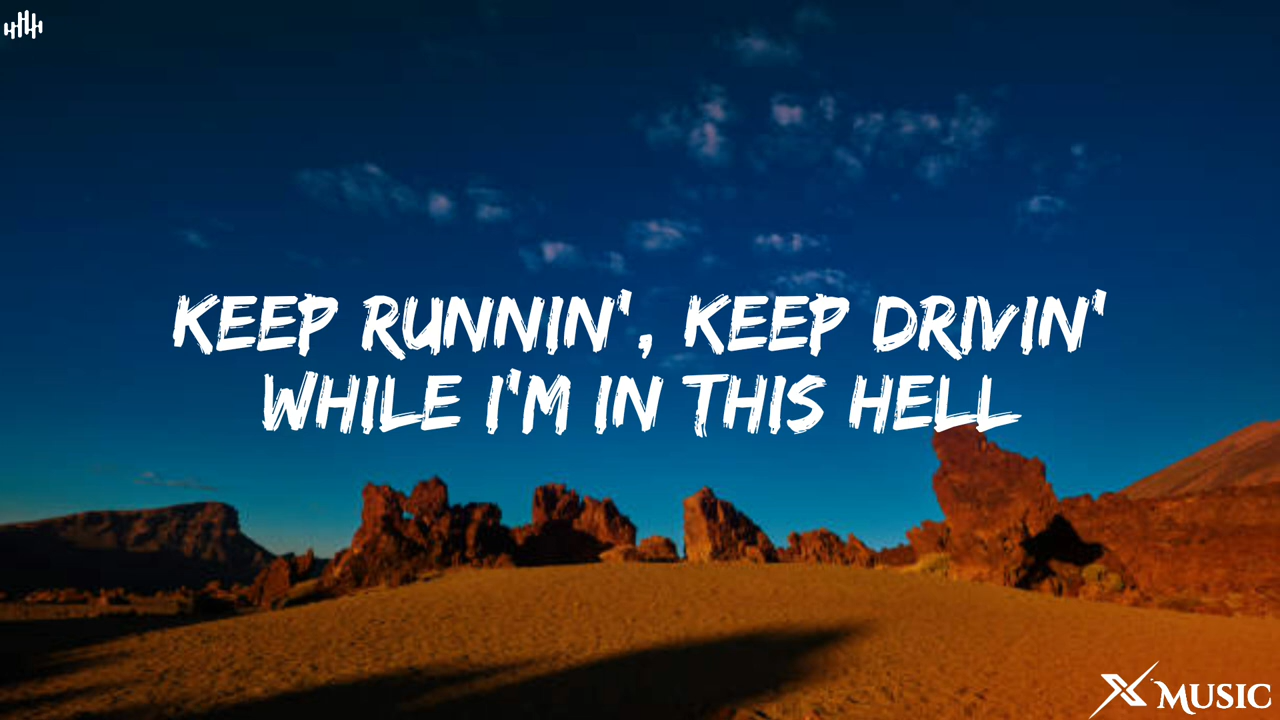 KEEP RUNNIN', KEEP DRIVIN'
WHILE I'M IN THIS HELL
X MUSIC